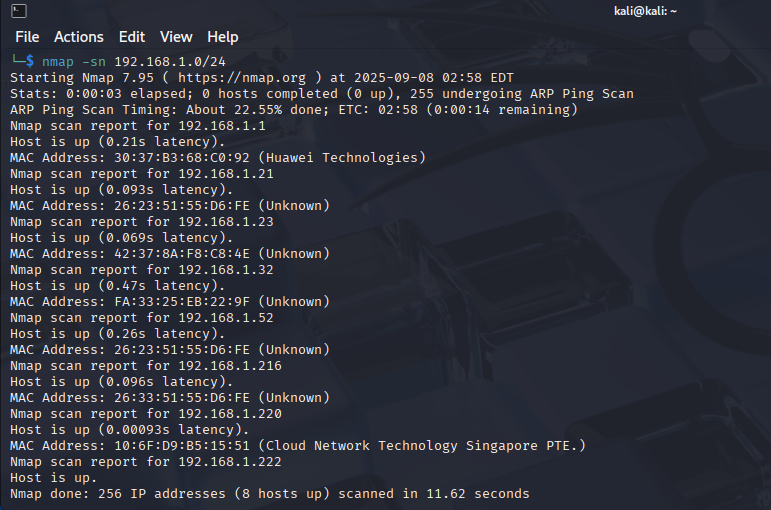 kali@kali: ~
File Actions Edit View Help
└─$ nmap -sn 192.168.1.0/24
Starting Nmap 7.95 ( https://nmap.org ) at 2025-09-08 02:58 EDT
Stats: 0:00:03 elapsed; 0 hosts completed (0 up), 255 undergoing ARP Ping Scan
ARP Ping Scan Timing: About 22.55% done; ETC: 02:58 (0:00:14 remaining)
Nmap scan report for 192.168.1.1
Host is up (0.21s latency).
MAC Address: 30:37:B3:68:C0:92 (Huawei Technologies)
Nmap scan report for 192.168.1.21
Host is up (0.093s latency).
MAC Address: 26:23:51:55:D6:FE (Unknown)
Nmap scan report for 192.168.1.23
Host is up (0.069s latency).
MAC Address: 42:37:8A:F8:C8:4E (Unknown)
Nmap scan report for 192.168.1.32
Host is up (0.47s latency).
MAC Address: FA:33:25:EB:22:9F (Unknown)
Nmap scan report for 192.168.1.52
Host is up (0.26s latency).
MAC Address: 26:23:51:55:D6:FE (Unknown)
Nmap scan report for 192.168.1.216
Host is up (0.096s latency).
MAC Address: 26:33:51:55:D6:FE (Unknown)
Nmap scan report for 192.168.1.220
Host is up (0.00093s latency).
MAC Address: 10:6F:D9:B5:15:51 (Cloud Network Technology Singapore PTE.)
Nmap scan report for 192.168.1.222
Host is up.
Nmap done: 256 IP addresses (8 hosts up) scanned in 11.62 seconds